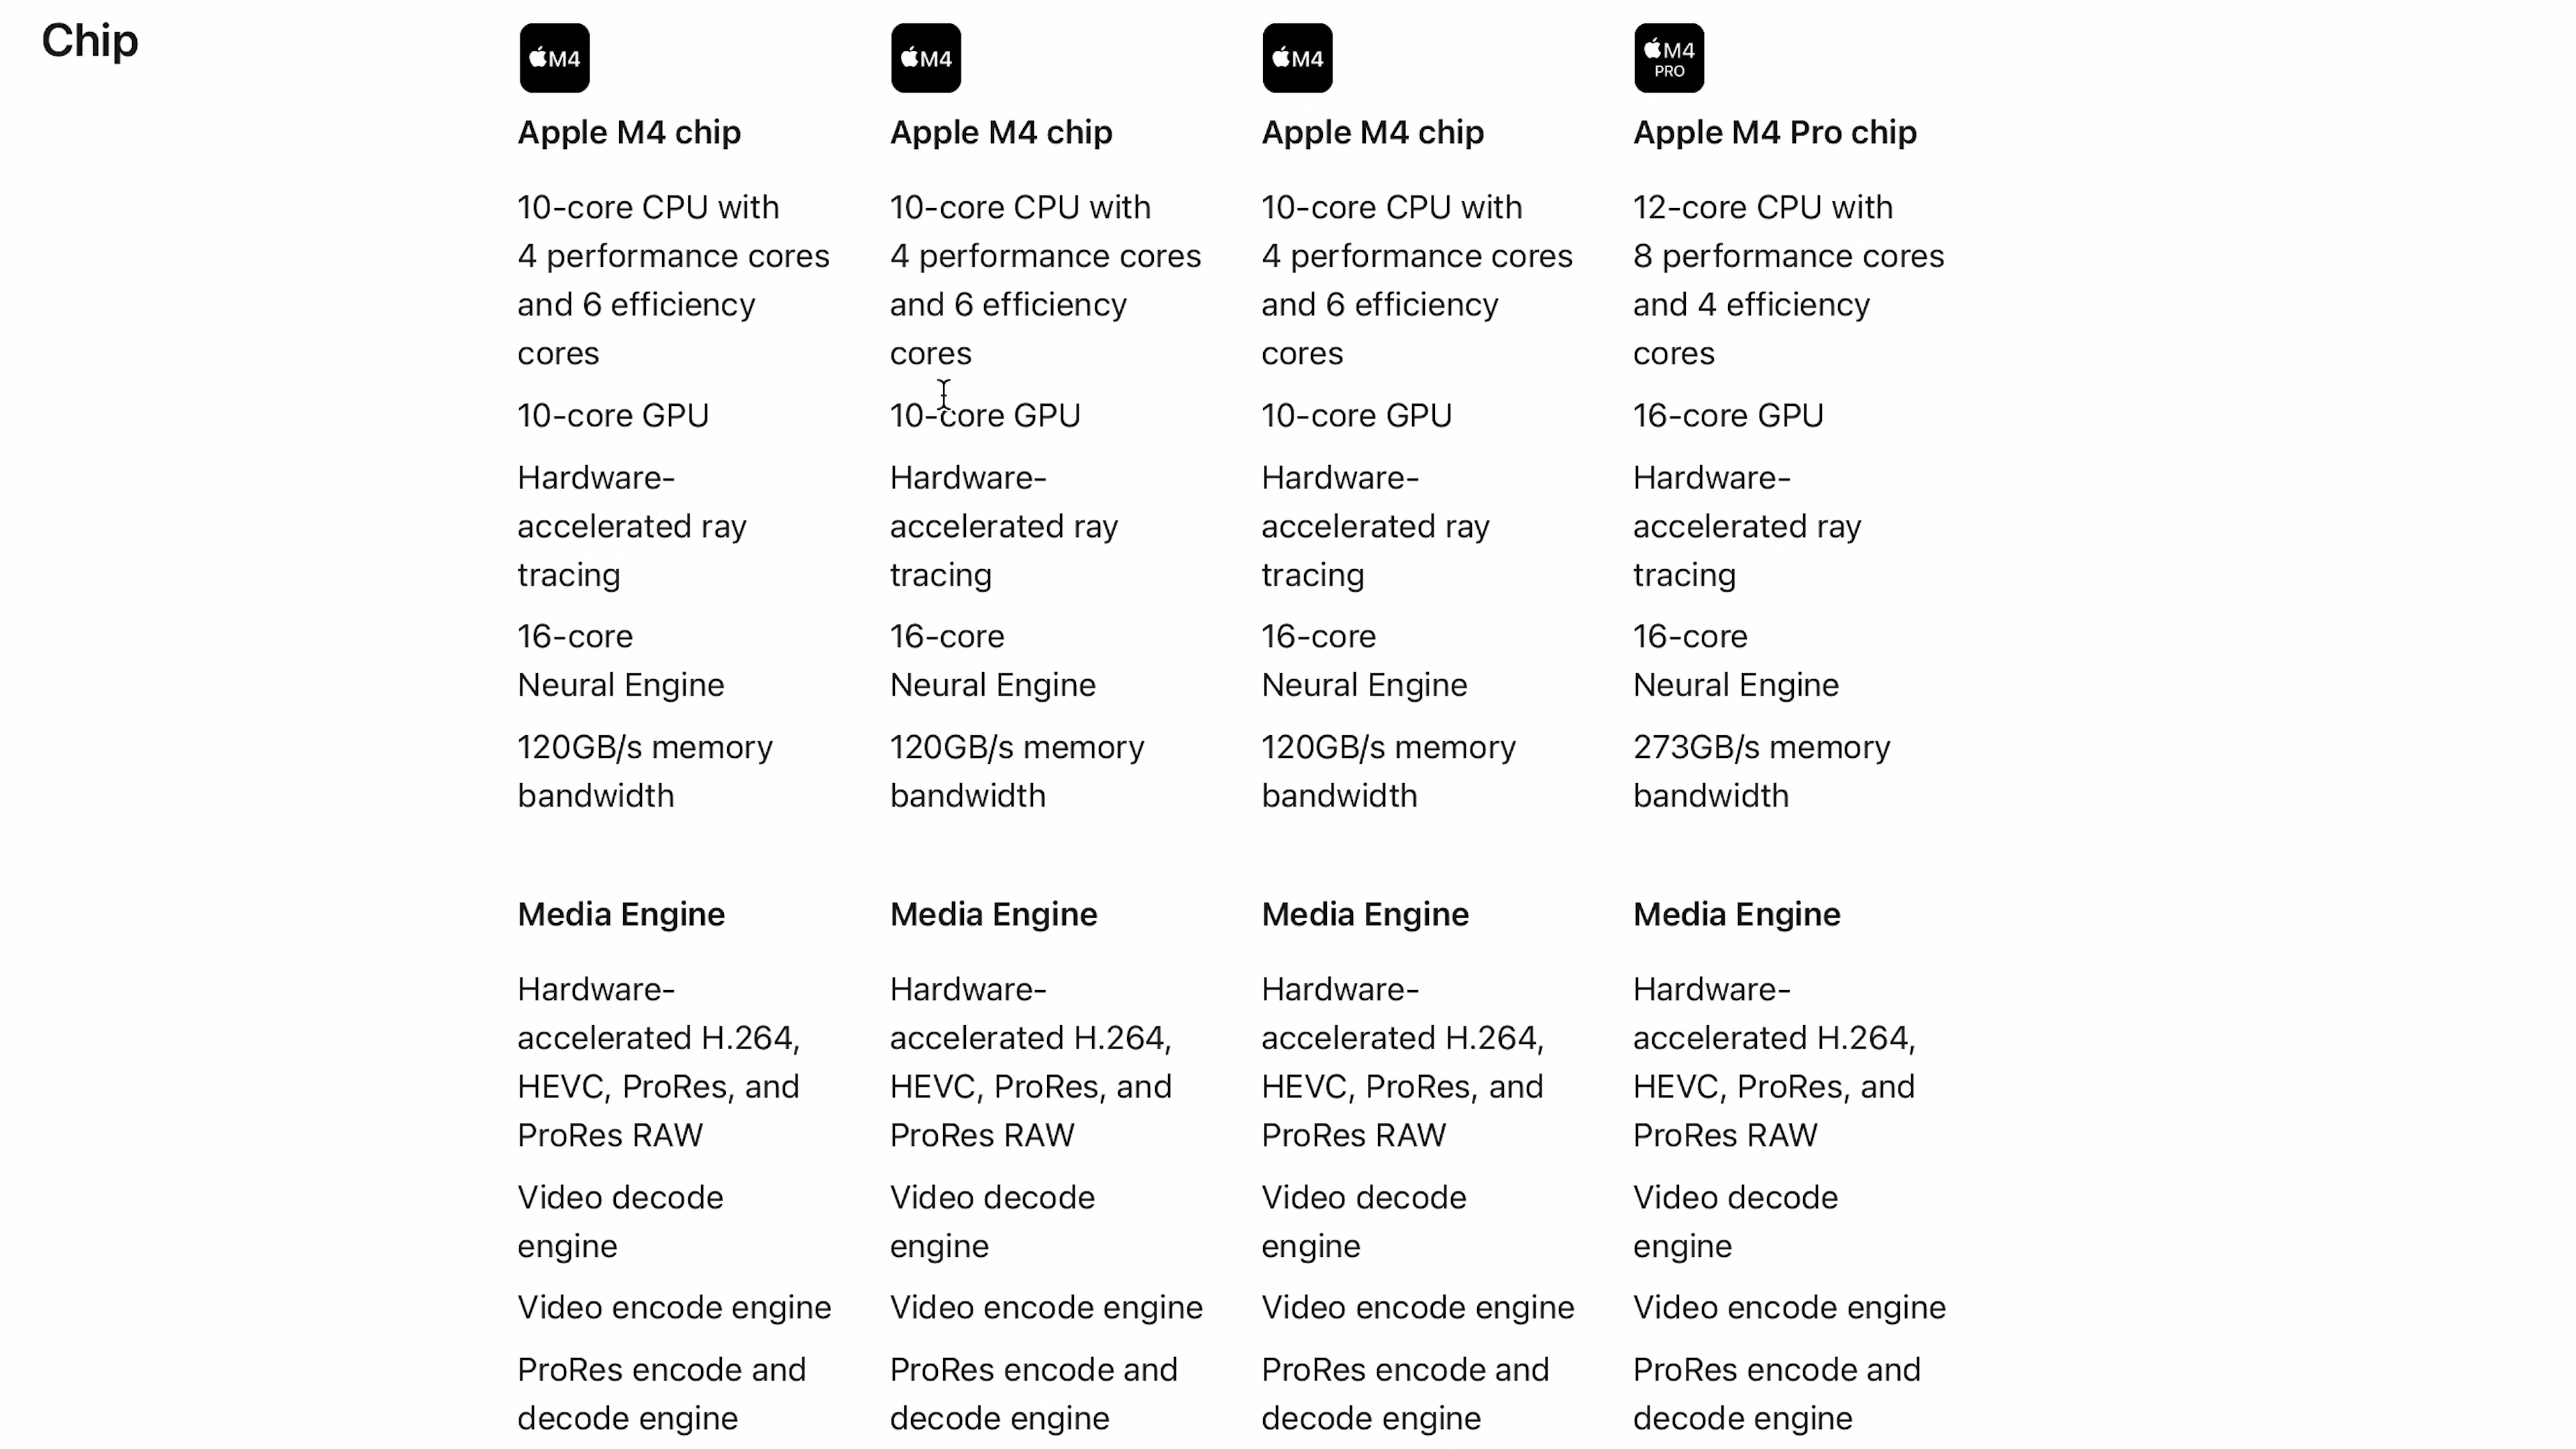 Chip
M4
M4
M4
M4
PRO
Apple M4 chip
10-core CPU with
4 performance cores
and 6 efficiency
cores
10-core GPU
Hardware-
accelerated ray
tracing
16-core
Neural Engine
120GB/s memory
bandwidth
Media Engine
Hardware-
accelerated H.264,
HEVC, ProRes, and
ProRes RAW
Video decode
engine
Video encode engine
ProRes encode and
decode engine
Apple M4 chip
10-core CPU with
4 performance cores
and 6 efficiency
cores
10-core GPU
Hardware-
accelerated ray
tracing
16-core
Neural Engine
120GB/s memory
bandwidth
Media Engine
Hardware-
accelerated H.264,
HEVC, ProRes, and
ProRes RAW
Video decode
engine
Video encode engine
ProRes encode and
decode engine
Apple M4 chip
10-core CPU with
4 performance cores
and 6 efficiency
cores
10-core GPU
Hardware-
accelerated ray
tracing
16-core
Neural Engine
120GB/s memory
bandwidth
Media Engine
Hardware-
accelerated H.264,
HEVC, ProRes, and
ProRes RAW
Video decode
engine
Video encode engine
ProRes encode and
decode engine
Apple M4 Pro chip
12-core CPU with
8 performance cores
and 4 efficiency
cores
16-core GPU
Hardware-
accelerated ray
tracing
16-core
Neural Engine
273GB/s memory
bandwidth
Media Engine
Hardware-
accelerated H.264,
HEVC, ProRes, and
ProRes RAW
Video decode
engine
Video encode engine
ProRes encode and
decode engine